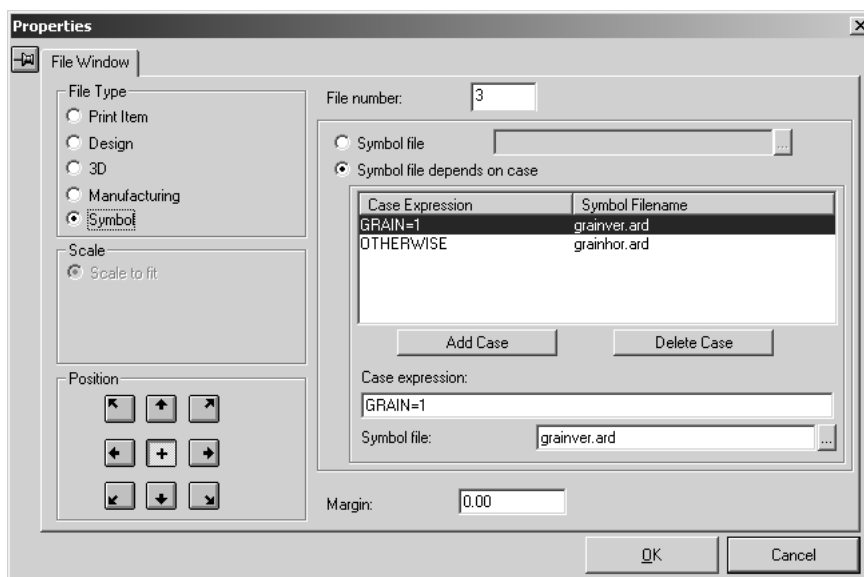 Properties
File Window
File Type
Print Item
Design
3D
Manufacturing
Symbol
Scale
Scale to fit
Position
File number: 3
Symbol file ...
Symbol file depends on case
Case Expression Symbol Filename
GRAIN=1 grainver.ard
OTHERWISE grainhor.ard
Add Case Delete Case
Case expression:
GRAIN=1
Symbol file: grainver.ard ...
Margin: 0.00
OK Cancel